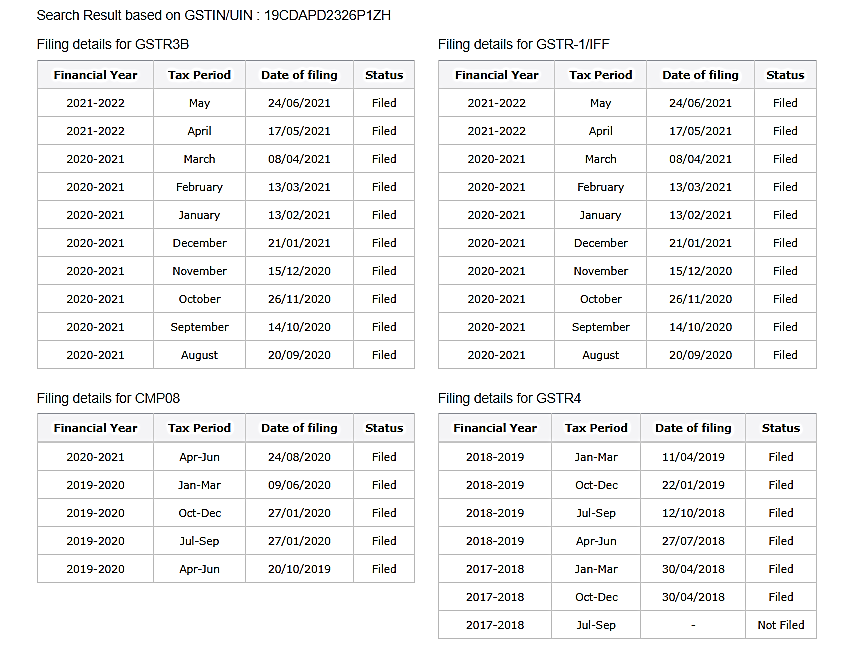 Search Result based on GSTIN/UIN : 19CDAPD2326P1ZH
Filing details for GSTR3B
Financial Year Tax Period Date of filing Status
2021-2022 May 24/06/2021 Filed
2021-2022 April 17/05/2021 Filed
2020-2021 March 08/04/2021 Filed
2020-2021 February 13/03/2021 Filed
2020-2021 January 13/02/2021 Filed
2020-2021 December 21/01/2021 Filed
2020-2021 November 15/12/2020 Filed
2020-2021 October 26/11/2020 Filed
2020-2021 September 14/10/2020 Filed
2020-2021 August 20/09/2020 Filed
Filing details for GSTR-1/IFF
Financial Year Tax Period Date of filing Status
2021-2022 May 24/06/2021 Filed
2021-2022 April 17/05/2021 Filed
2020-2021 March 08/04/2021 Filed
2020-2021 February 13/03/2021 Filed
2020-2021 January 13/02/2021 Filed
2020-2021 December 21/01/2021 Filed
2020-2021 November 15/12/2020 Filed
2020-2021 October 26/11/2020 Filed
2020-2021 September 14/10/2020 Filed
2020-2021 August 20/09/2020 Filed
Filing details for CMP08
Financial Year Tax Period Date of filing Status
2020-2021 Apr-Jun 24/08/2020 Filed
2019-2020 Jan-Mar 09/06/2020 Filed
2019-2020 Oct-Dec 27/01/2020 Filed
2019-2020 Jul-Sep 27/01/2020 Filed
2019-2020 Apr-Jun 20/10/2019 Filed
Filing details for GSTR4
Financial Year Tax Period Date of filing Status
2018-2019 Jan-Mar 11/04/2019 Filed
2018-2019 Oct-Dec 22/01/2019 Filed
2018-2019 Jul-Sep 12/10/2018 Filed
2018-2019 Apr-Jun 27/07/2018 Filed
2017-2018 Jan-Mar 30/04/2018 Filed
2017-2018 Oct-Dec 30/04/2018 Filed
2017-2018 Jul-Sep - Not Filed